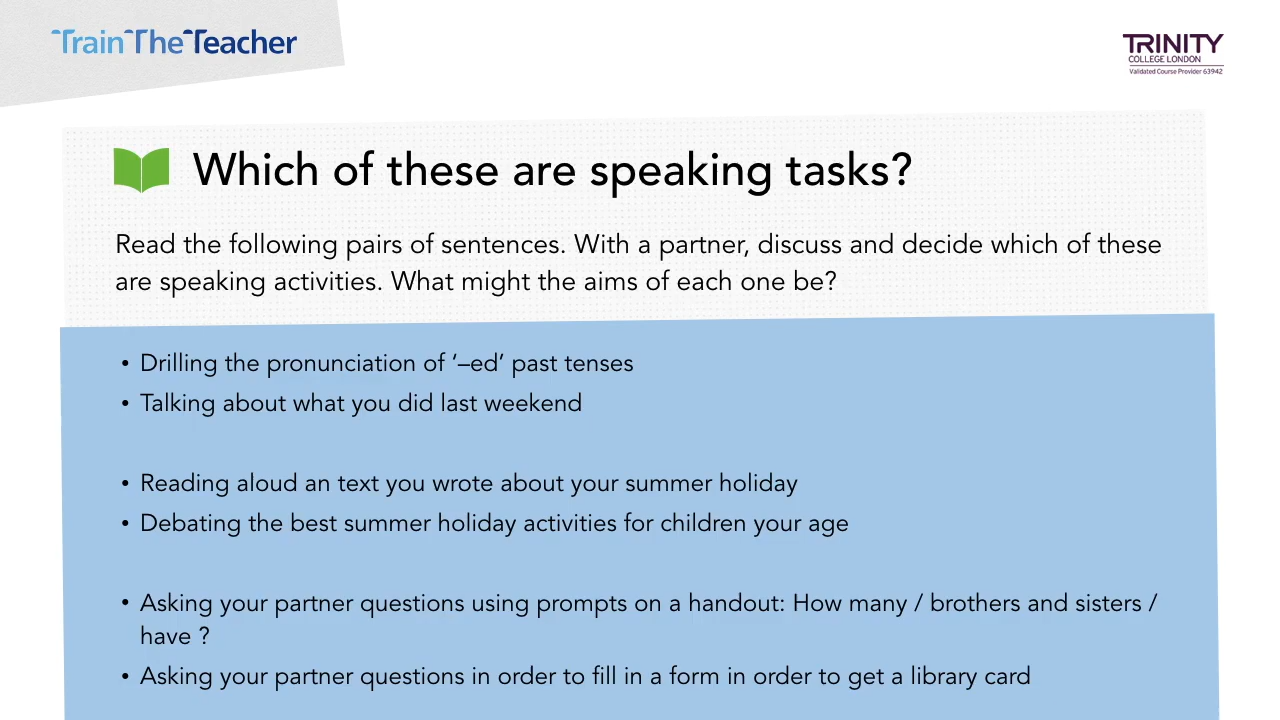 TrainTheTeacher
TRINITY
COLLEGE LONDON
Validated Course Provider 63942
Which of these are speaking tasks?
Read the following pairs of sentences. With a partner, discuss and decide which of these
are speaking activities. What might the aims of each one be?
• Drilling the pronunciation of ‘–ed’ past tenses
• Talking about what you did last weekend
• Reading aloud an text you wrote about your summer holiday
• Debating the best summer holiday activities for children your age
• Asking your partner questions using prompts on a handout: How many / brothers and sisters /
have ?
• Asking your partner questions in order to fill in a form in order to get a library card